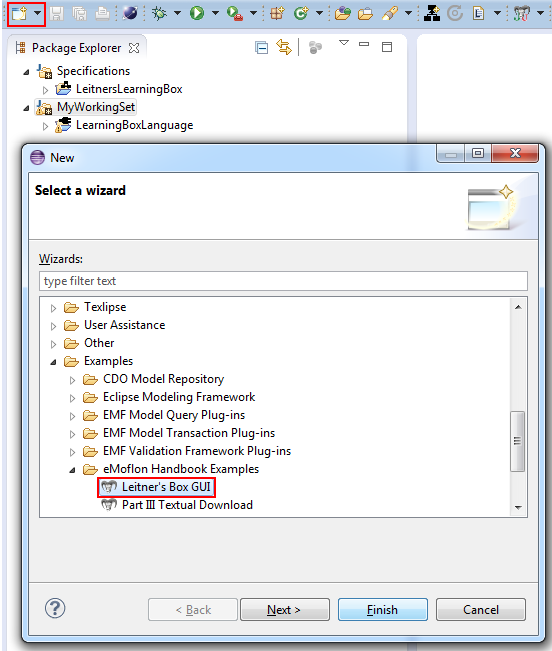 Package Explorer
Specifications
LeitnersLearningBox
MyWorkingSet
LearningBoxLanguage
New
Select a wizard
Wizards:
type filter text
Texlipse
User Assistance
Other
Examples
CDO Model Repository
Eclipse Modeling Framework
EMF Model Query Plug-ins
EMF Model Transaction Plug-ins
EMF Validation Framework Plug-ins
eMoflon Handbook Examples
Leitner's Box GUI
Part III Textual Download
< Back Next > Finish Cancel